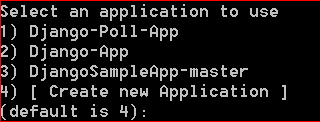 Select an application to use
1) Django-Poll-App
2) Django-App
3) DjangoSampleApp-master
4) [ Create new Application ]
(default is 4):